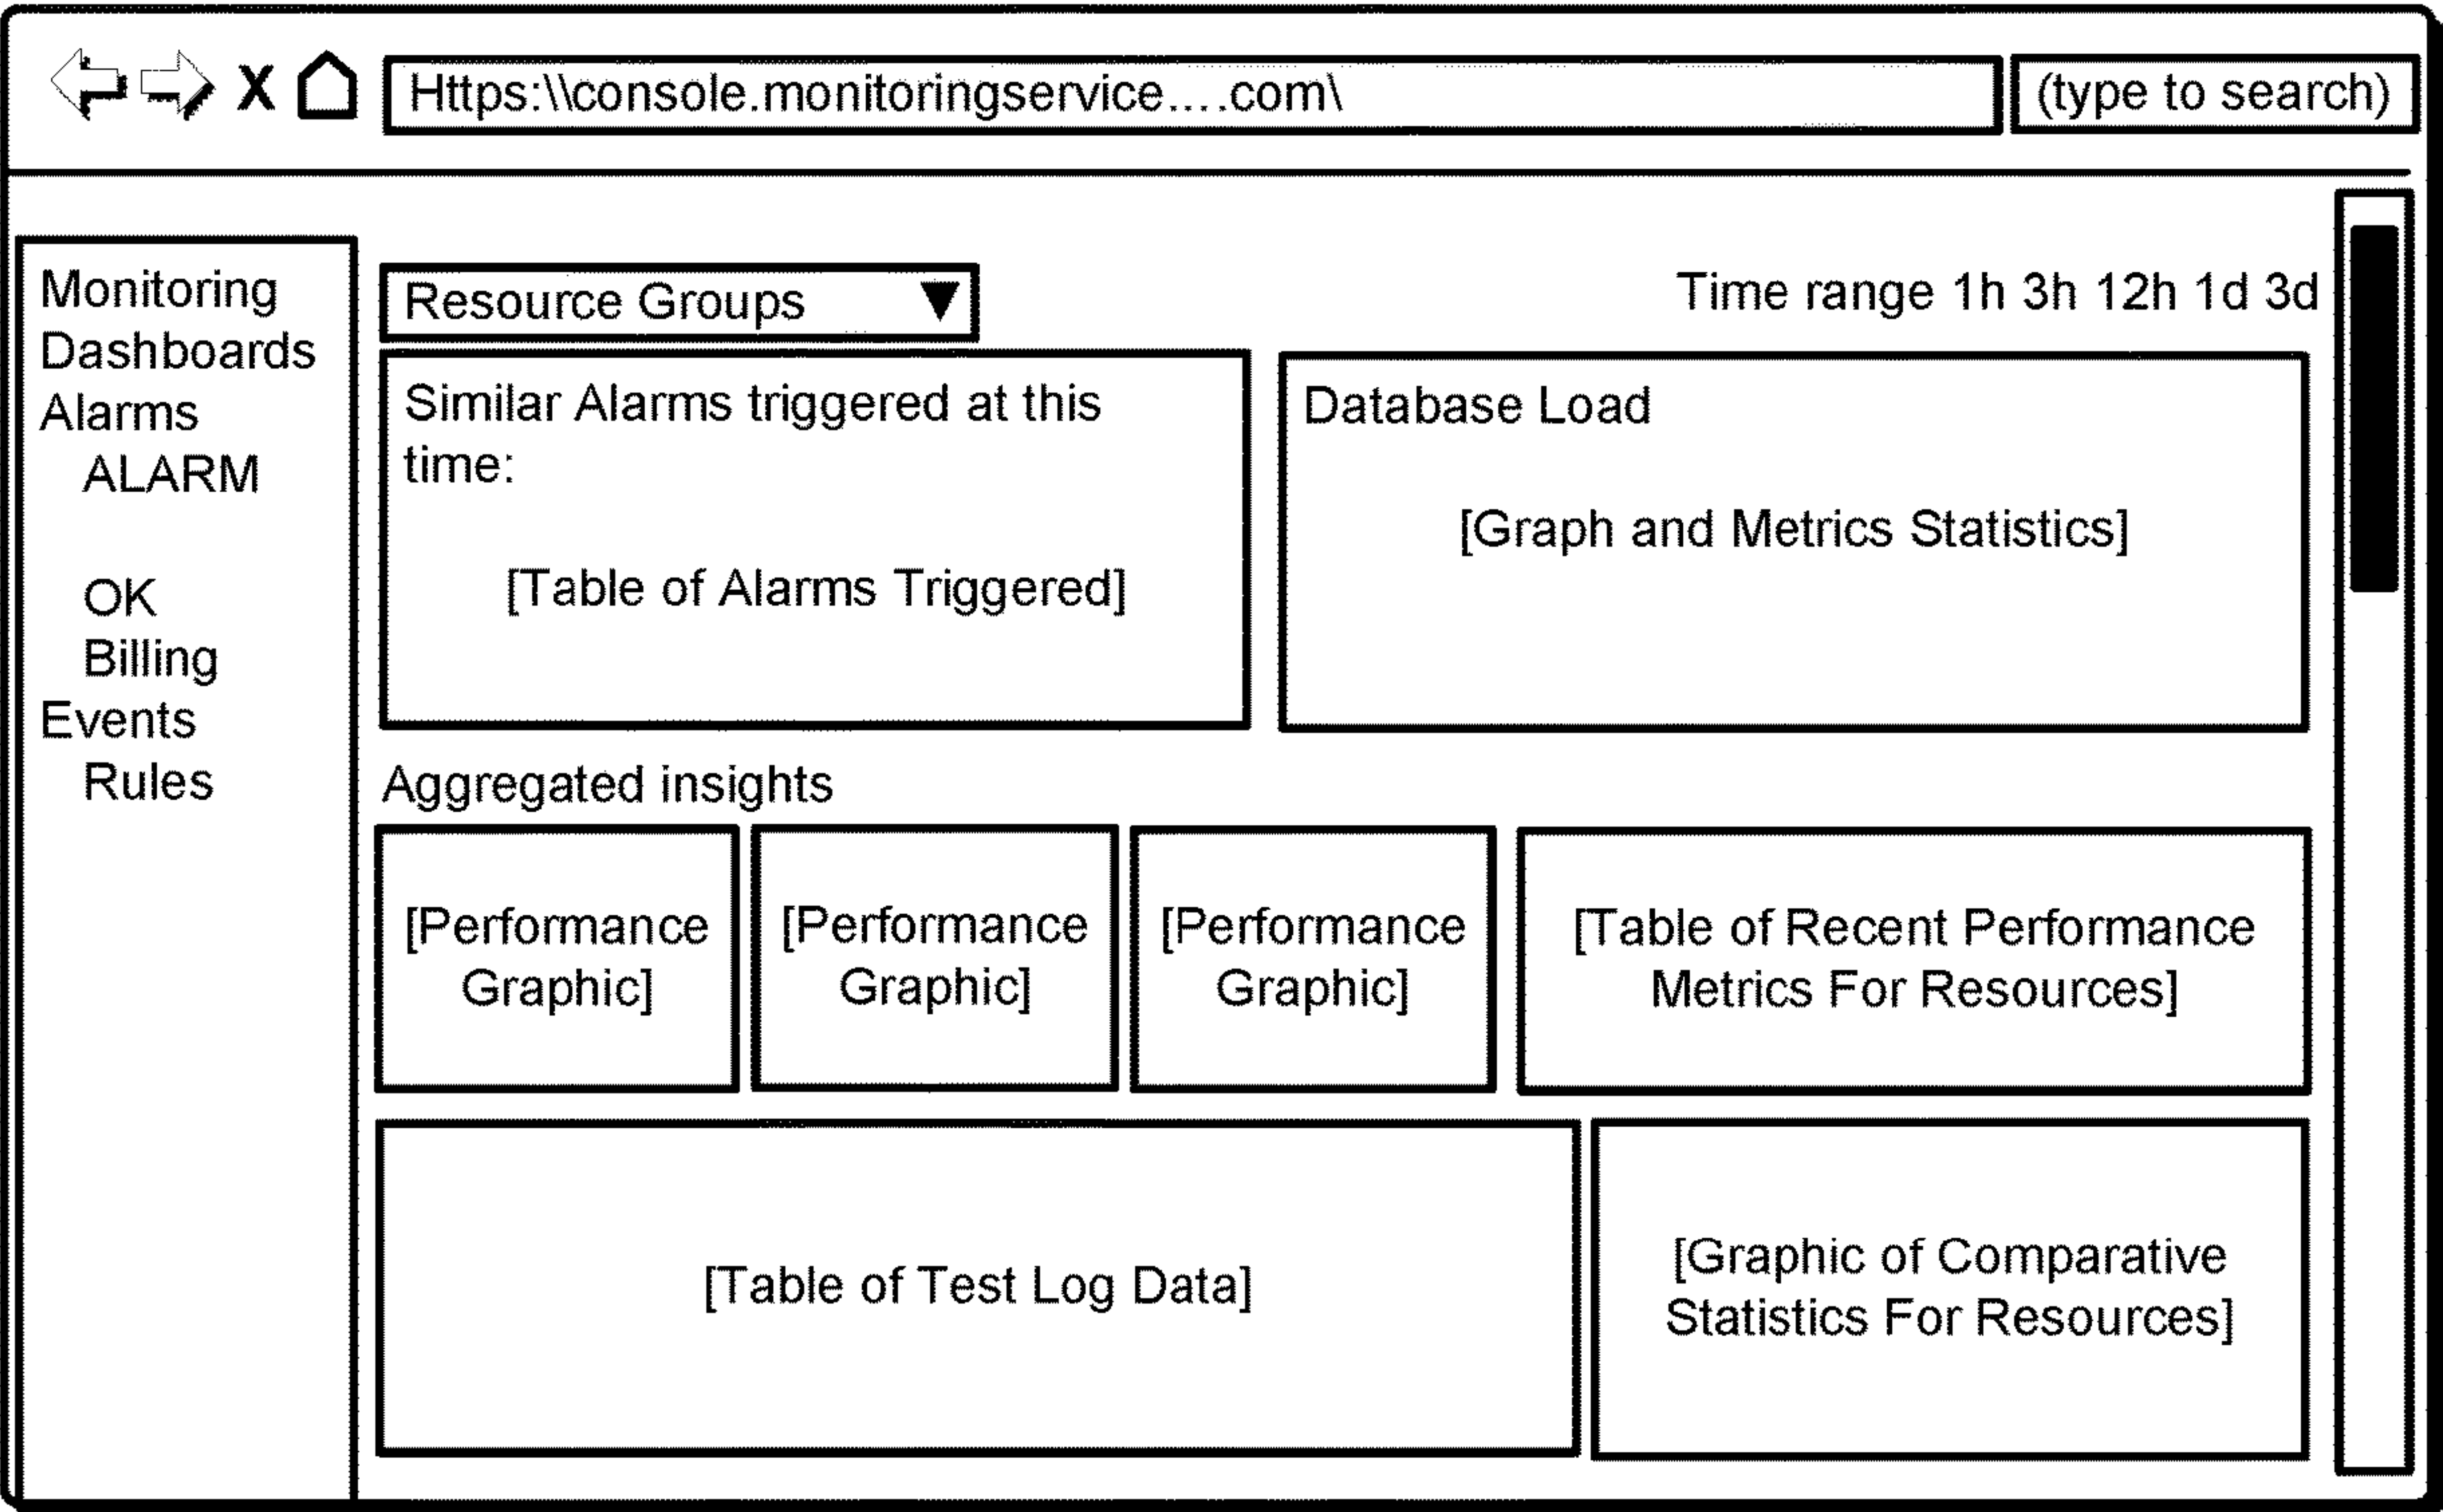 X
Https:\\console.monitoringservice....com\
(type to search)
Monitoring
Dashboards
Alarms
ALARM
OK
Billing
Events
Rules
Resource Groups
Time range 1h 3h 12h 1d 3d
Similar Alarms triggered at this
time:
[Table of Alarms Triggered]
Database Load
[Graph and Metrics Statistics]
Aggregated insights
[Performance
Graphic]
[Performance
Graphic]
[Performance
Graphic]
[Table of Recent Performance
Metrics For Resources]
[Table of Test Log Data]
[Graphic of Comparative
Statistics For Resources]